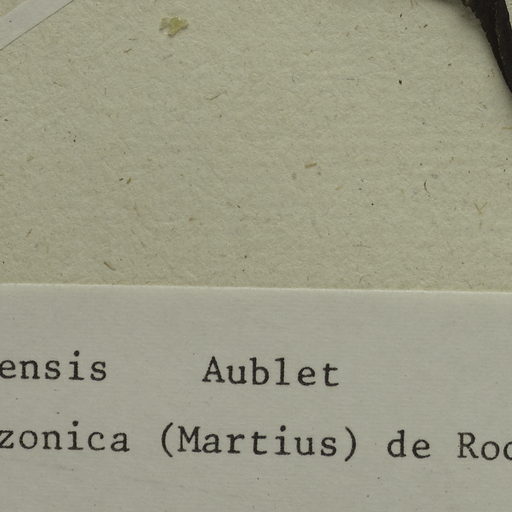 ensis Aublet
zonica (Martius) de Roo